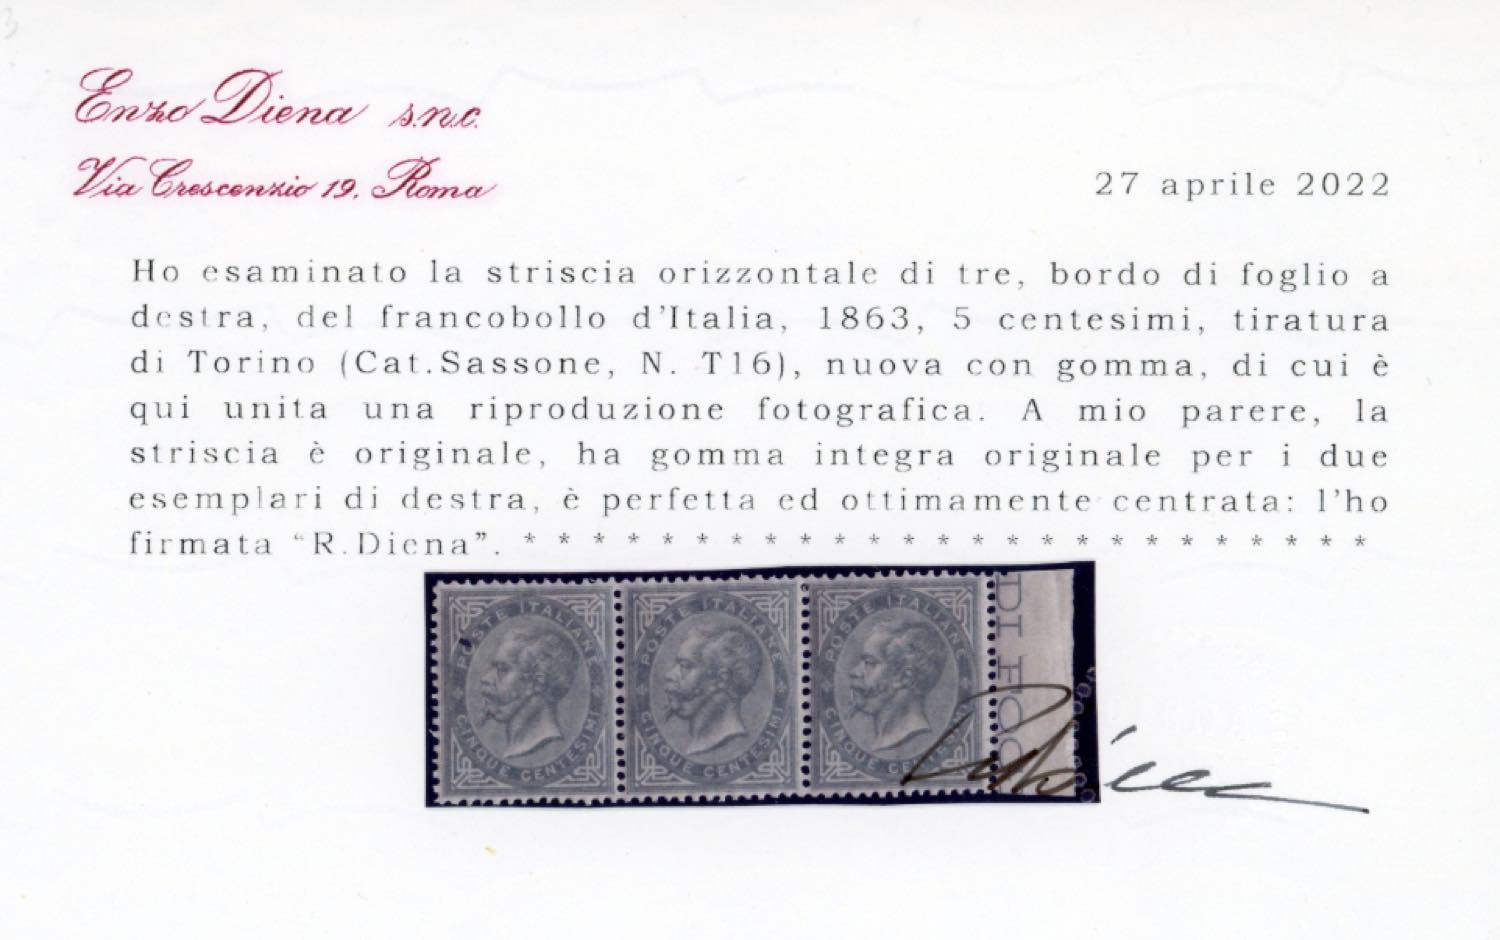 Enzo Diena s.n.c.
Via Crescenzio 19, Roma
27 aprile 2022
Ho esaminato la striscia orizzontale di tre, bordo di foglio a
destra, del francobollo d'Italia, 1863, 5 centesimi, tiratura
di Torino (Cat.Sassone, N. T16), nuova con gomma, di cui è
qui unita una riproduzione fotografica. A mio parere, la
striscia è originale, ha gomma integra originale per i due
esemplari di destra, è perfetta ed ottimamente centrata: l'ho
firmata “R.Diena”. * * * * * * * * * * * * * * * * * * * * * * * * *
POSTE ITALIANE
CINQUE CENTESIMI
POSTE ITALIANE
CINQUE CENTESIMI
POSTE ITALIANE
CINQUE CENTESIMI
DI